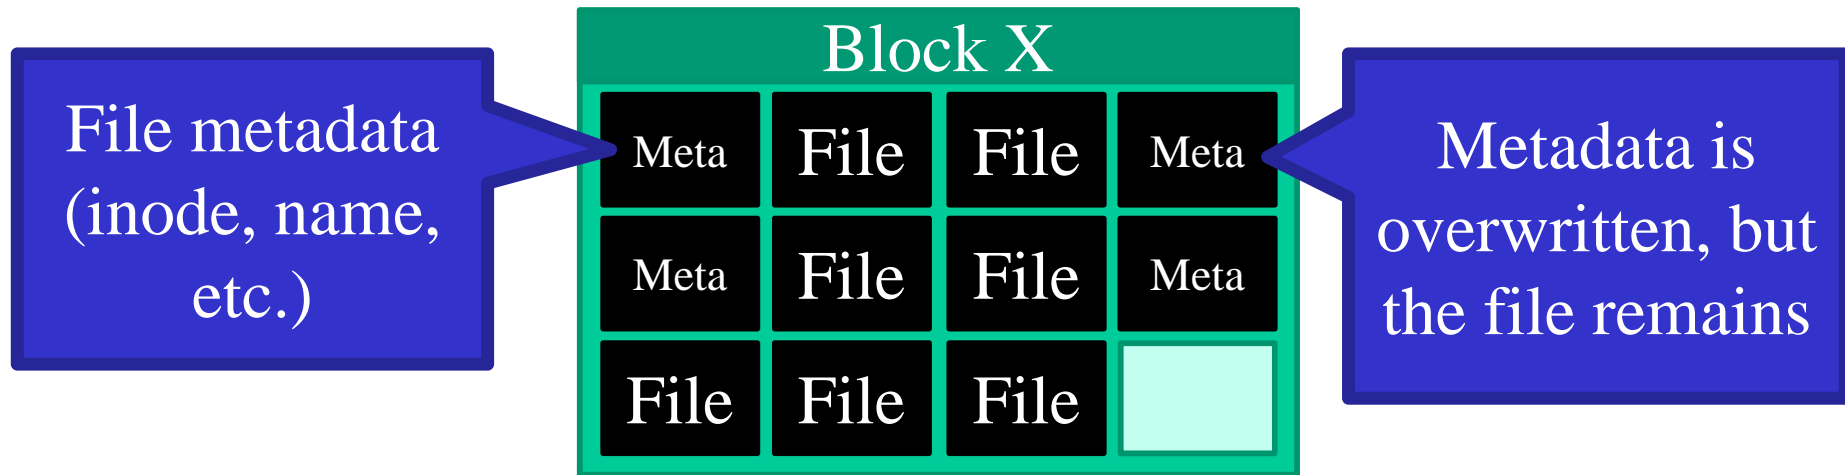 Block X
File metadata
(inode, name,
etc.)
Meta File File Meta
Meta File File Meta
File File File
Metadata is
overwritten, but
the file remains